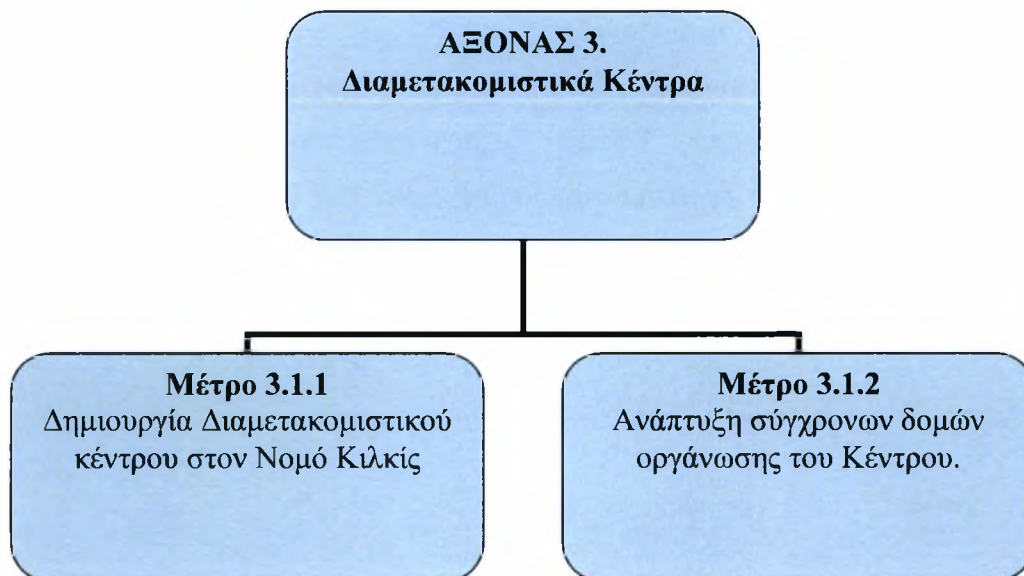 ΑΞΟΝΑΣ 3.
Διαμετακομιστικά Κέντρα
Μέτρο 3.1.1
Δημιουργία Διαμετακομιστικού
κέντρου στον Νομό Κιλκίς
Μέτρο 3.1.2
Ανάπτυξη σύγχρονων δομών
οργάνωσης του Κέντρου.